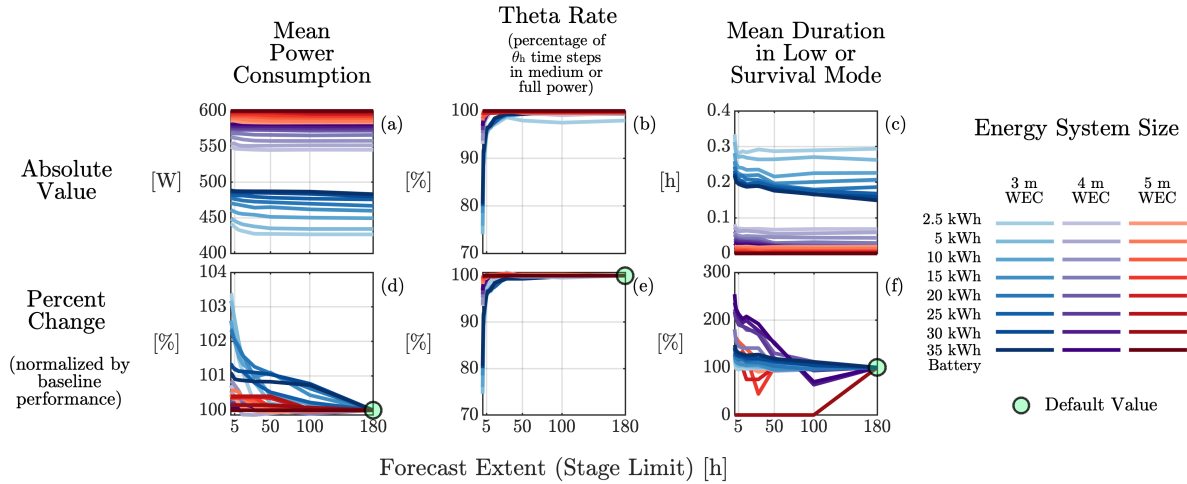 Mean
Power
Consumption
Theta Rate
(percentage of
θh time steps
in medium or
full power)
Mean Duration
in Low or
Survival Mode
Absolute
Value
[W]
600
550
500
450
400
(a)
[%]
100
90
80
70
(b)
[h]
0.4
0.3
0.2
0.1
0
(c)
Percent
Change
(normalized by
baseline
performance)
[%]
104
103
102
101
100
(d)
5 50 100 180
[%]
100
90
80
70
(e)
5 50 100 180
[%]
300
200
100
0
(f)
5 50 100 180
Forecast Extent (Stage Limit) [h]
Energy System Size
3 m
WEC
4 m
WEC
5 m
WEC
2.5 kWh
5 kWh
10 kWh
15 kWh
20 kWh
25 kWh
30 kWh
35 kWh
Battery
Default Value